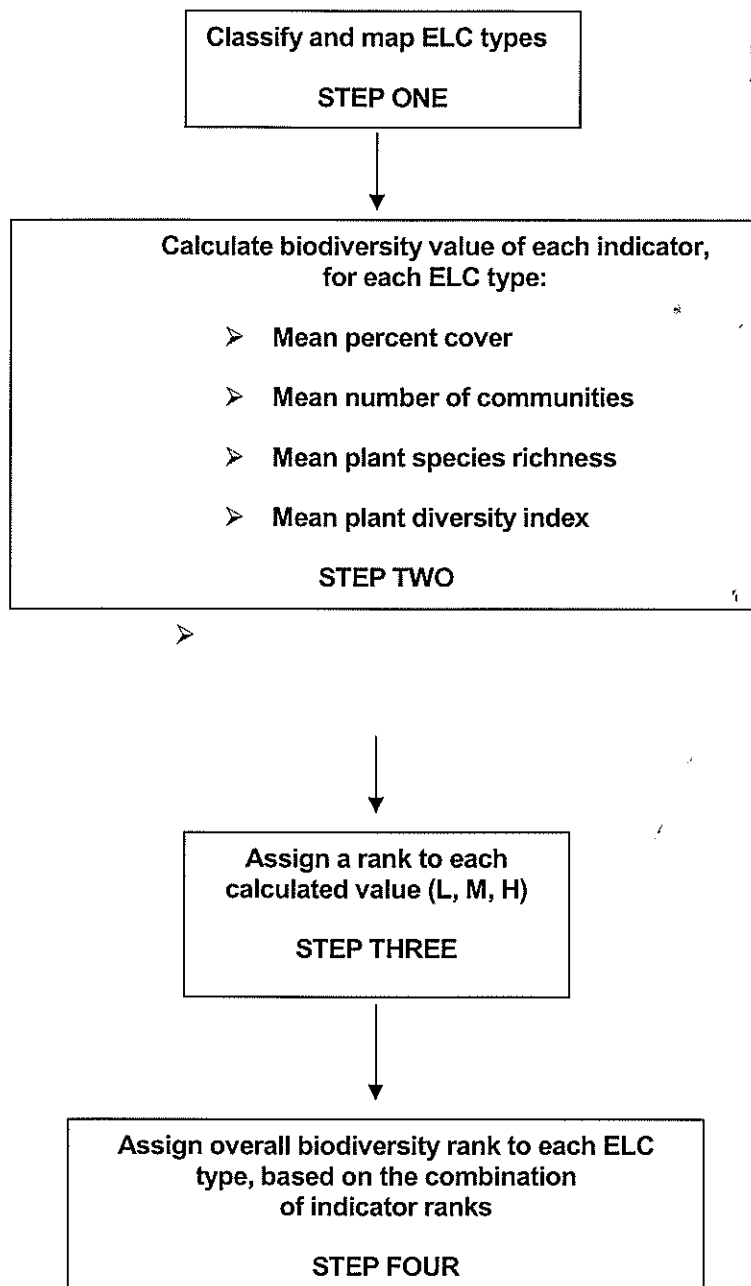 Classify and map ELC types
STEP ONE
Calculate biodiversity value of each indicator,
for each ELC type:
➢ Mean percent cover
➢ Mean number of communities
➢ Mean plant species richness
➢ Mean plant diversity index
STEP TWO
➢
Assign a rank to each
calculated value (L, M, H)
STEP THREE
Assign overall biodiversity rank to each ELC
type, based on the combination
of indicator ranks
STEP FOUR